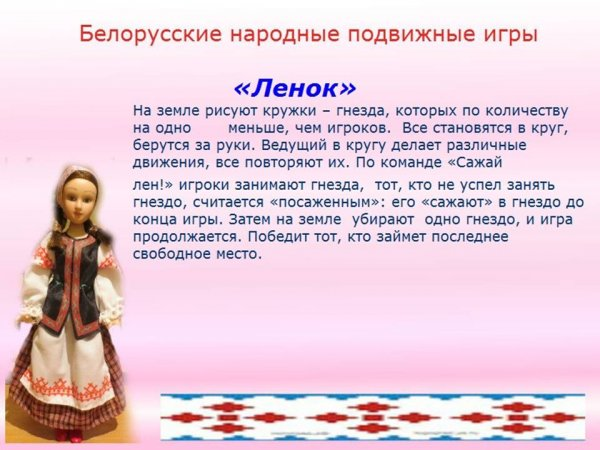 Белорусские народные подвижные игры
«Ленок»
На земле рисуют кружки – гнезда, которых по количеству
на одно меньше, чем игроков. Все становятся в круг,
берутся за руки. Ведущий в кругу делает различные
движения, все повторяют их. По команде «Сажай
лен!» игроки занимают гнезда, тот, кто не успел занять
гнездо, считается «посаженным»: его «сажают» в гнездо до
конца игры. Затем на земле убирают одно гнездо, и игра
продолжается. Победит тот, кто займет последнее
свободное место.